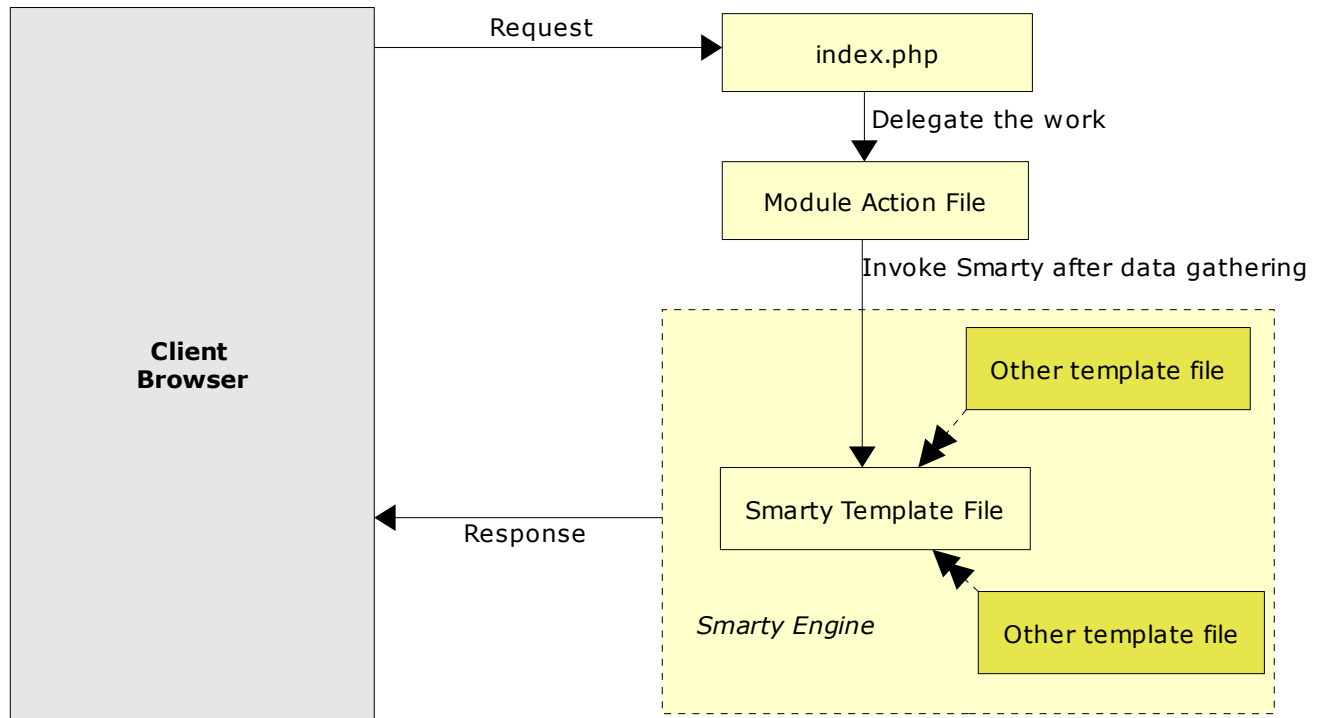 Request
index.php
Delegate the work
Module Action File
Invoke Smarty after data gathering
Client
Browser
Other template file
Smarty Template File
Response
Smarty Engine
Other template file